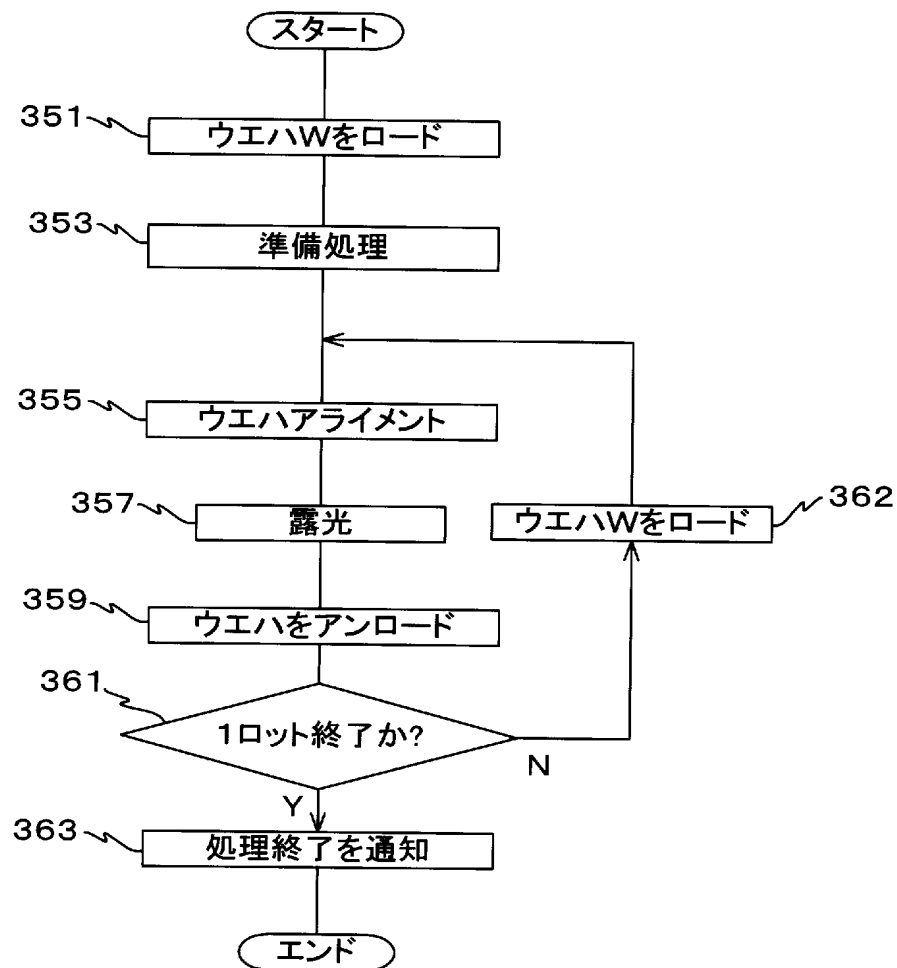 スタート
351
ウエハWをロード
353
準備処理
355
ウエハアライメント
357
露光
362
ウエハWをロード
359
ウエハをアンロード
361
1ロット終了か?
N
Y
363
処理終了を通知
エンド